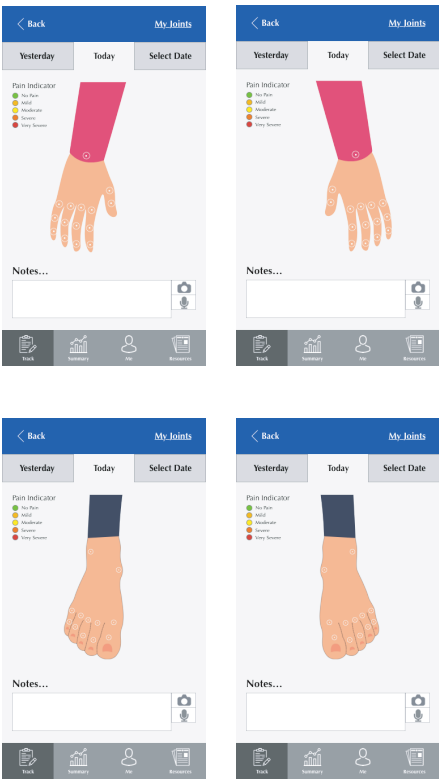 Back My Joints
Yesterday Today Select Date
Pain Indicator
No Pain
Mild
Moderate
Severe
Very Severe
Notes...
Track Summary Me Resources
Back My Joints
Yesterday Today Select Date
Pain Indicator
No Pain
Mild
Moderate
Severe
Very Severe
Notes...
Track Summary Me Resources
Back My Joints
Yesterday Today Select Date
Pain Indicator
No Pain
Mild
Moderate
Severe
Very Severe
Notes...
Track Summary Me Resources
Back My Joints
Yesterday Today Select Date
Pain Indicator
No Pain
Mild
Moderate
Severe
Very Severe
Notes...
Track Summary Me Resources